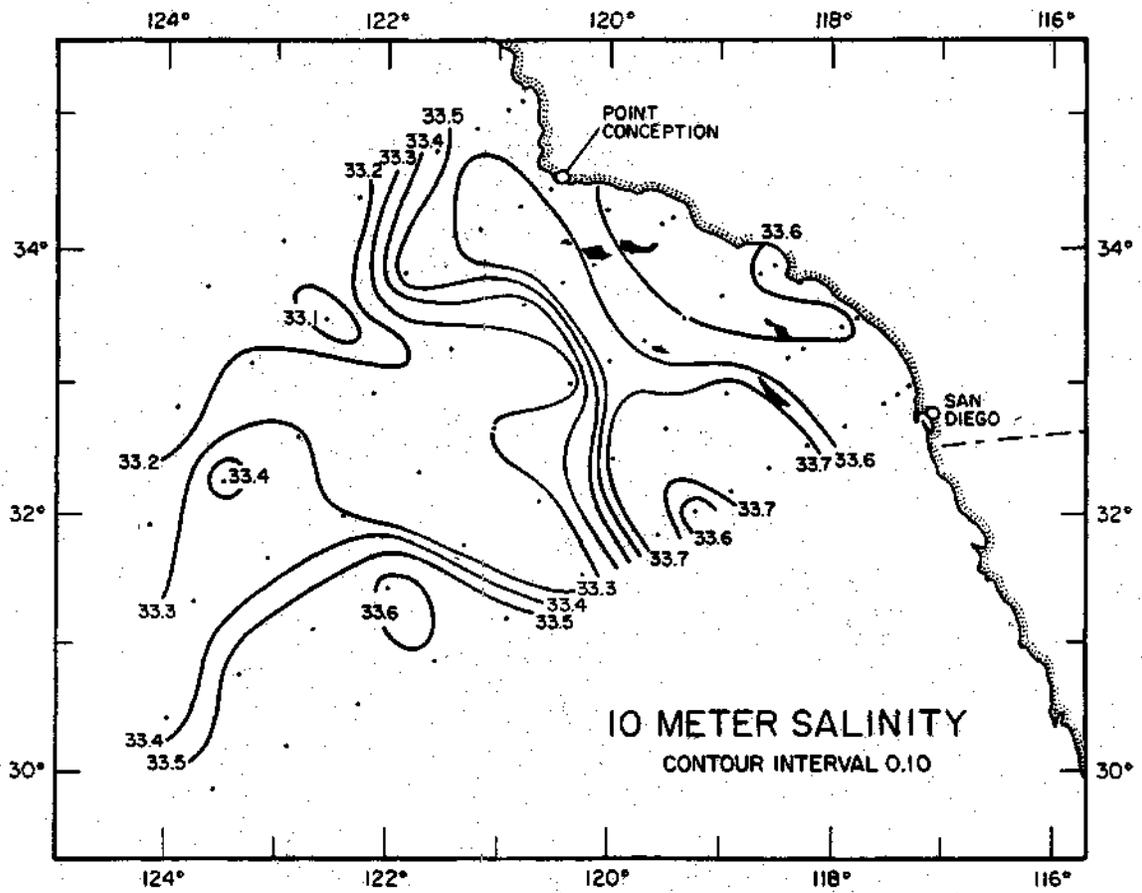 124° 122° 120° 118° 116°
33.5
POINT
CONCEPTION
33.4
33.3
33.2
33.6
34° 34°
33.1
SAN
DIEGO
33.2
33.7 33.6
33.4
33.7
32° 32°
33.6
33.7
33.3
33.4
33.5
33.3
33.6
10 METER SALINITY
33.4
33.5
CONTOUR INTERVAL 0.10
30° 30°
124° 122° 120° 118° 116°